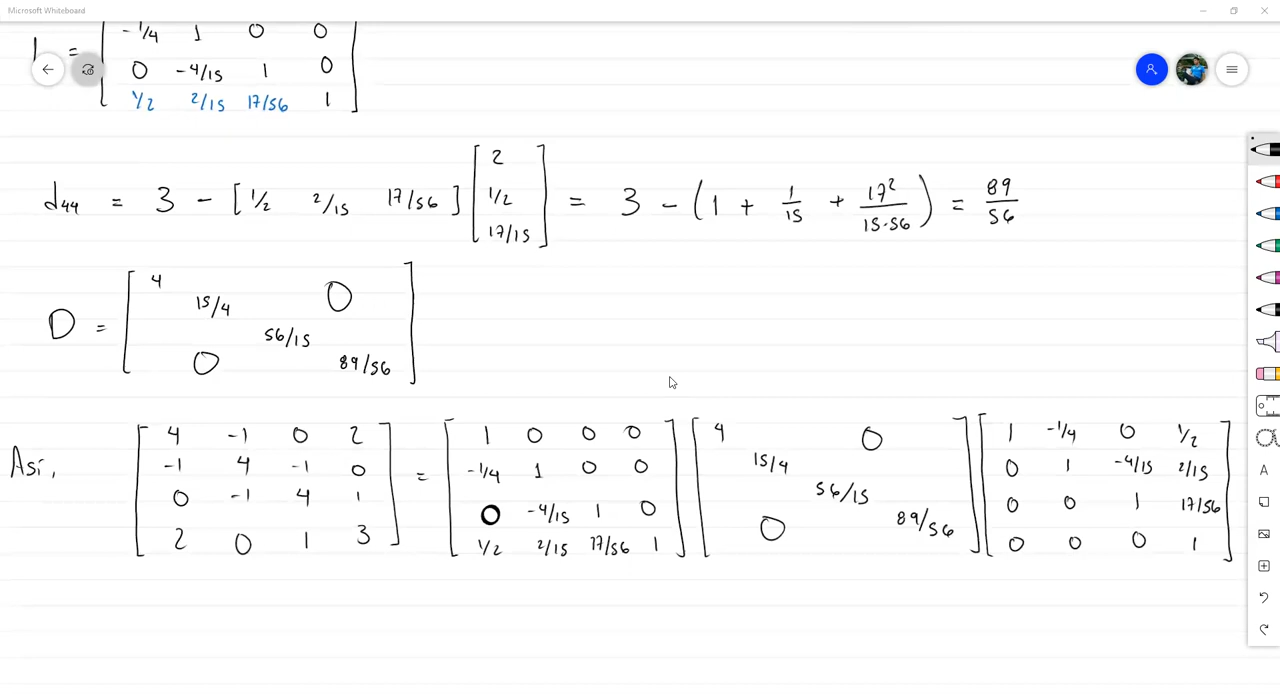 Microsoft Whiteboard
L = [ -1/4 1 0 0
0 -4/15 1 0
1/2 2/15 17/56 1 ]
d44 = 3 - [ 1/2 2/15 17/56 ] [ 2 1/2 17/15 ] = 3 - ( 1 + 1/15 + 17²/15·56 ) = 89/56
D = [ 4 15/4 56/15 89/56 0 0 ]
Así, [ 4 -1 0 2 = [ 1 0 0 0 [ 4 0 [ 1 -1/4 0 1/2
-1 4 -1 0 -1/4 1 0 0 15/4 0 1 -4/15 2/15
0 -1 4 1 0 -4/15 1 0 56/15 0 0 1 17/56
2 0 1 3 ] 1/2 2/15 17/56 1 ] 0 89/56 ] 0 0 0 1 ]
A